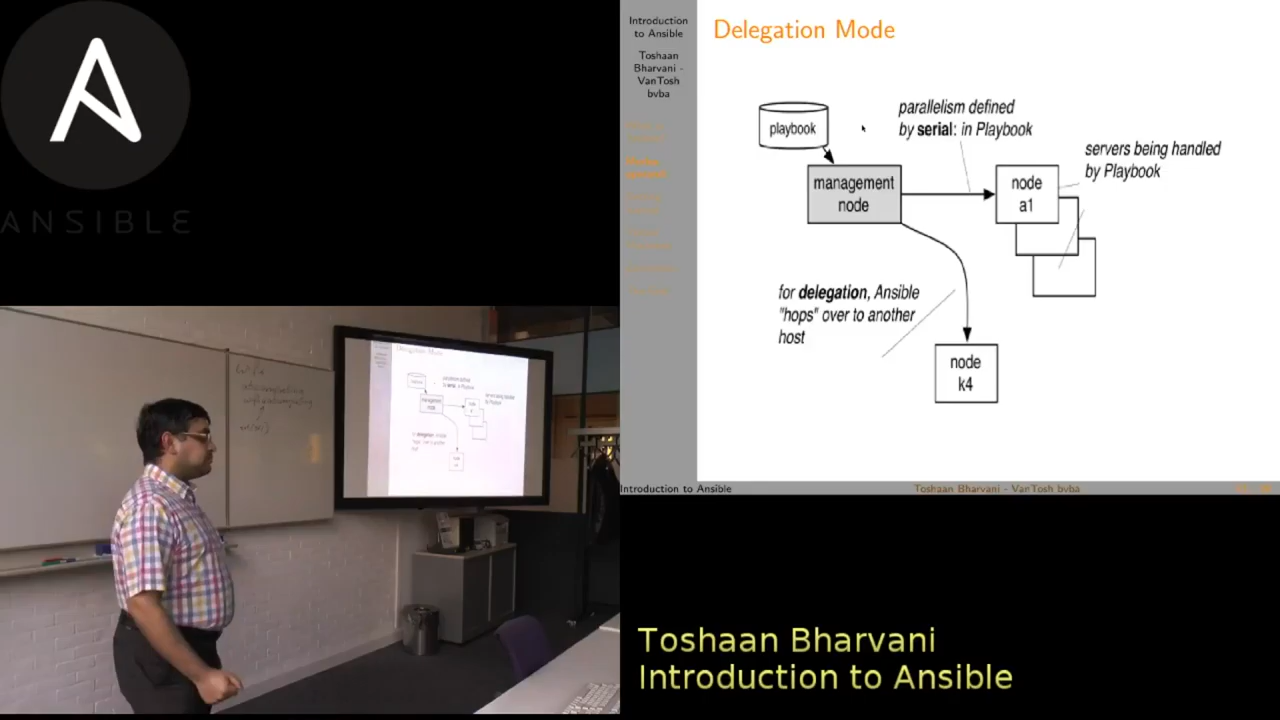 ANSIBLE
Introduction
to Ansible
Toshaan
Bharvani -
VanTosh
bvba
Delegation Mode
playbook
parallelism defined
by serial: in Playbook
servers being handled
by Playbook
management
node
node
a1
for delegation, Ansible
"hops" over to another
host
node
k4
Introduction to Ansible
Toshaan Bharvani - VanTosh bvba
Delegation Mode
Toshaan Bharvani
Introduction to Ansible